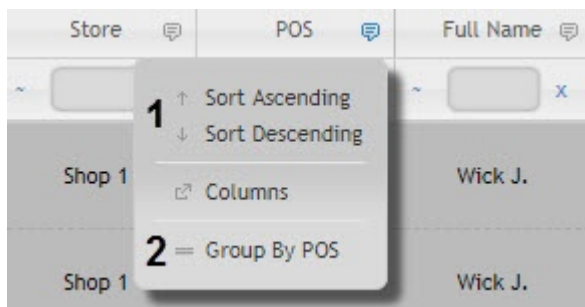 Store POS Full Name
~ ~ x
1 ↑ Sort Ascending
↓ Sort Descending
Shop 1 Wick J.
Columns
2 = Group By POS
Shop 1 Wick J.